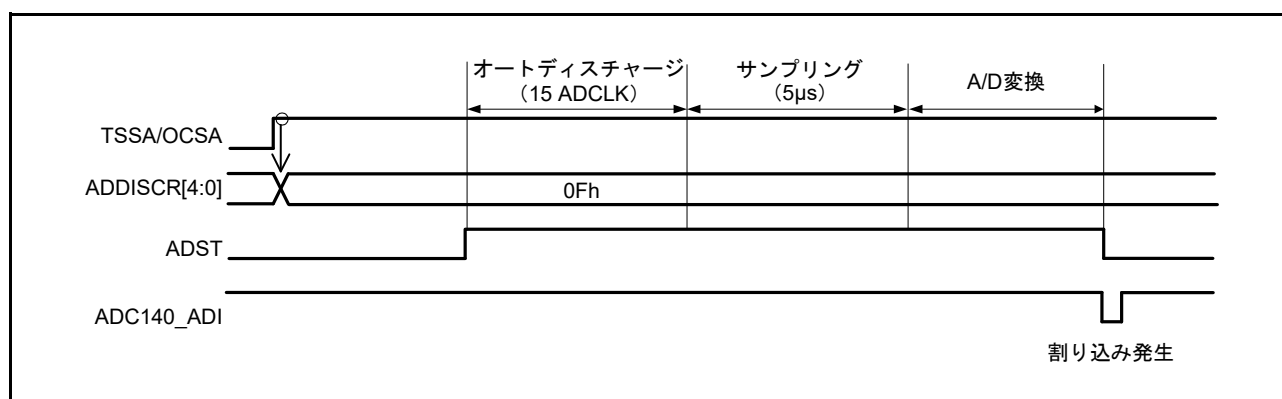 オートディスチャージ
(15 ADCLK)
サンプリング
(5µs)
A/D変換
TSSA/OCSA
ADDISCR[4:0]
0Fh
ADST
ADC140_ADI
割り込み発生